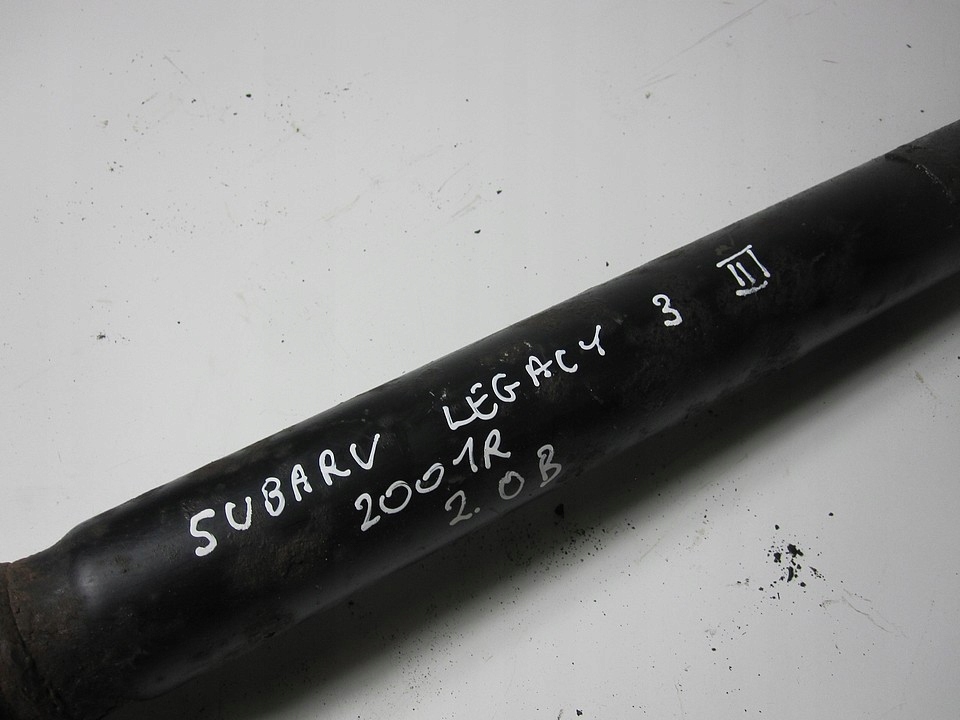 SUBARU LEGACY 3 III
2001R
2.0B